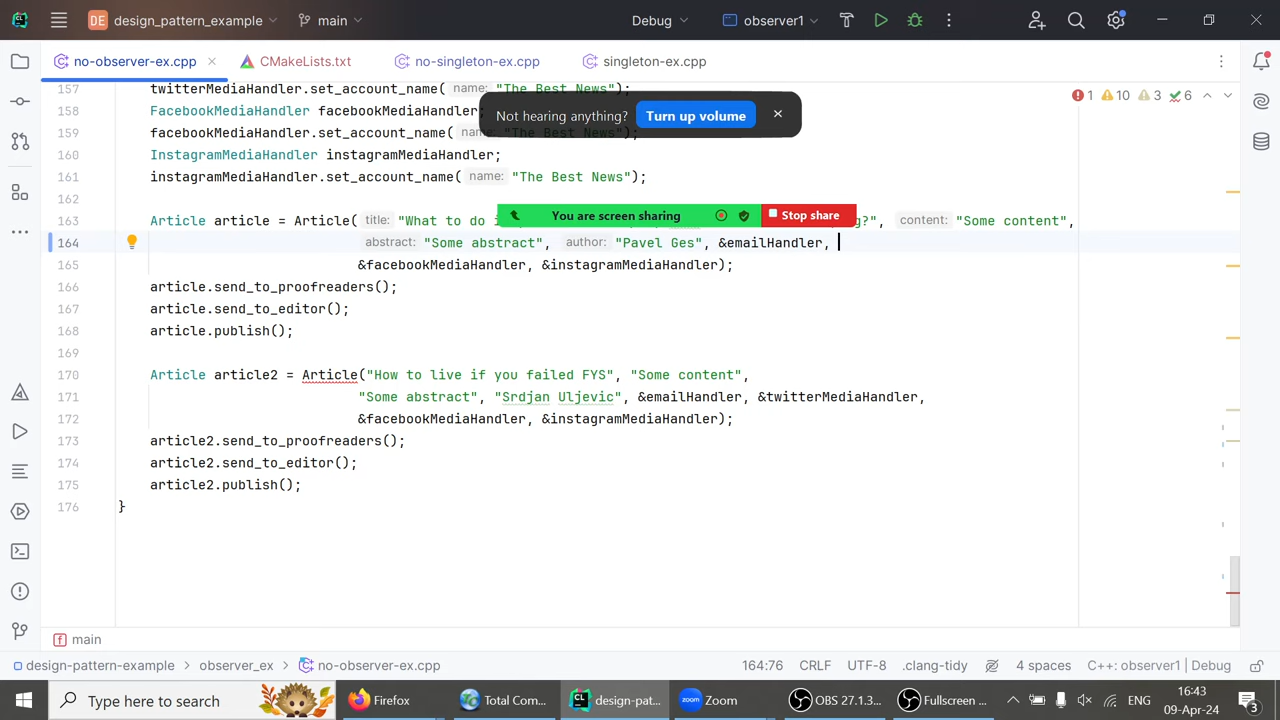 DE design_pattern_example main Debug observer1
no-observer-ex.cpp CMakeLists.txt no-singleton-ex.cpp singleton-ex.cpp
157 twitterMediaHandler.set_account_name( name: "The Best News");
1 10 3 6
158 FacebookMediaHandler facebookMediaHandler;
Not hearing anything? Turn up volume
159 facebookMediaHandler.set_account_name( "The Best News");
160 InstagramMediaHandler instagramMediaHandler;
161 instagramMediaHandler.set_account_name( name: "The Best News");
162
You are screen sharing Stop share
163 Article article = Article( title: "What to do i g?", content: "Some content",
164 abstract: "Some abstract", author: "Pavel Ges", &emailHandler,
165 &facebookMediaHandler, &instagramMediaHandler);
166 article.send_to_proofreaders();
167 article.send_to_editor();
168 article.publish();
169
170 Article article2 = Article("How to live if you failed FYS", "Some content",
171 "Some abstract", "Srdjan Uljevic", &emailHandler, &twitterMediaHandler,
172 &facebookMediaHandler, &instagramMediaHandler);
173 article2.send_to_proofreaders();
174 article2.send_to_editor();
175 article2.publish();
176 }
f main
design-pattern-example observer_ex no-observer-ex.cpp 164:76 CRLF UTF-8 .clang-tidy 4 spaces C++: observer1 | Debug
Type here to search Firefox Total Com... design-pat... zoom Zoom OBS 27.1.3... Fullscreen ... ENG 16:43
09-Apr-24 3